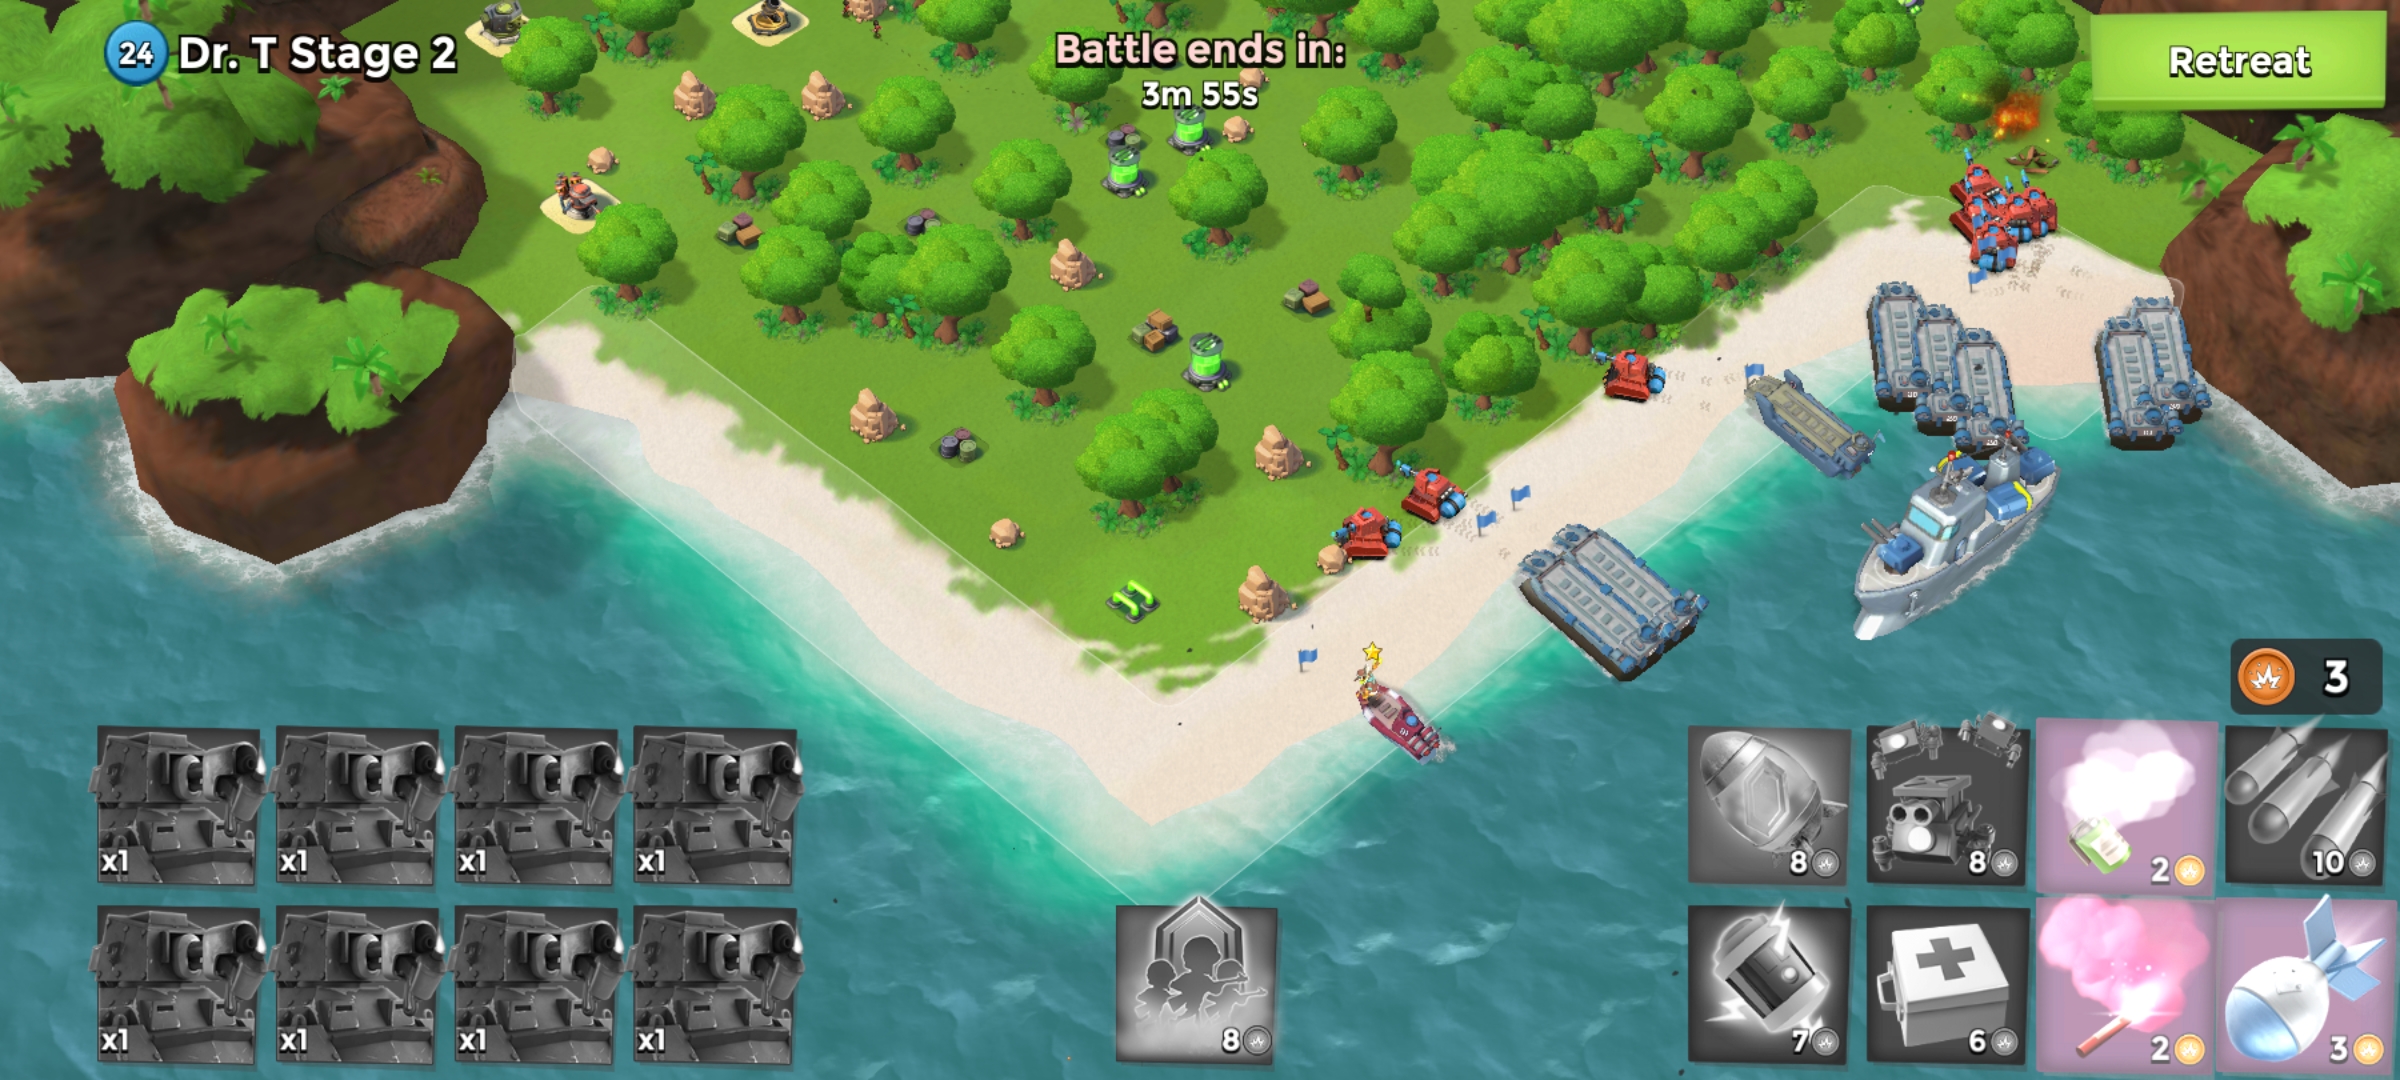 24 Dr. T Stage 2
Battle ends in:
3m 55s
Retreat
3
x1 x1 x1 x1
8 8 2 10
x1 x1 x1 x1
8
7 6 2 3